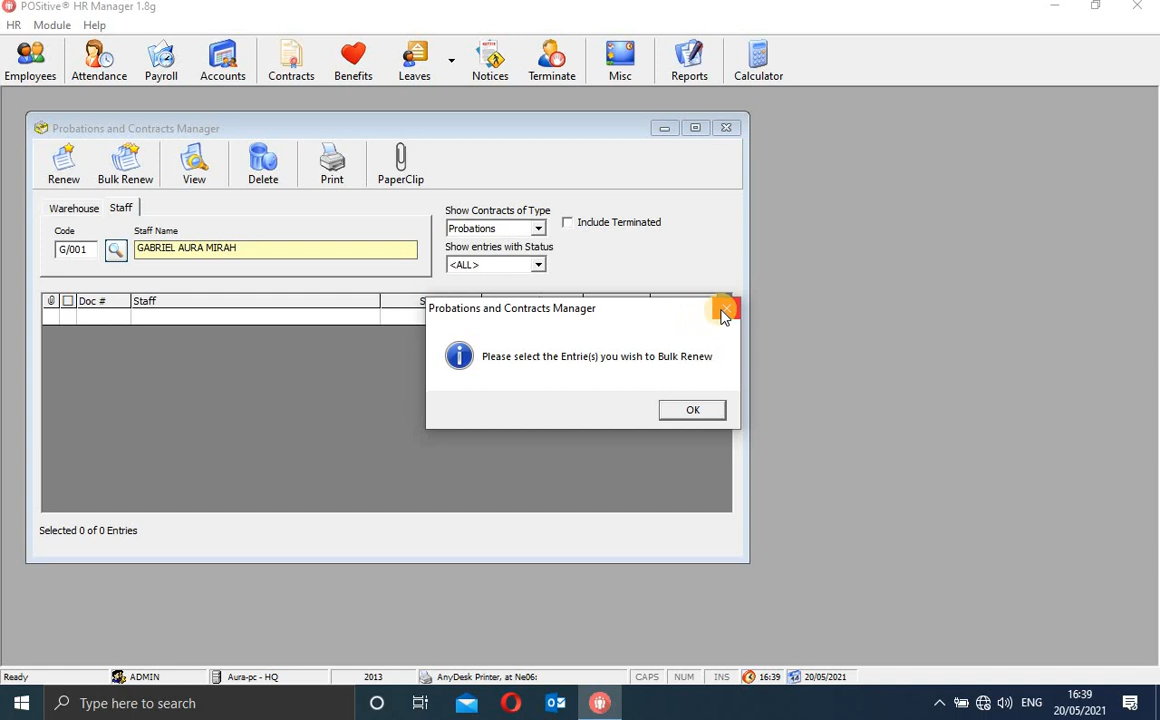 POSitive® HR Manager 1.8g
HR Module Help
Employees Attendance Payroll Accounts Contracts Benefits Leaves Notices Terminate Misc Reports Calculator
Probations and Contracts Manager
Renew Bulk Renew View Delete Print PaperClip
Warehouse Staff
Code Staff Name
G/001 GABRIEL AURA MIRAH
Show Contracts of Type
Probations
Include Terminated
Show entries with Status
<ALL>
Doc # Staff S
Probations and Contracts Manager
Please select the Entrie(s) you wish to Bulk Renew
OK
Selected 0 of 0 Entries
Ready ADMIN Aura-pc - HQ 2013 AnyDesk Printer, at Ne06: CAPS NUM INS 16:39 20/05/2021
Type here to search
ENG
16:39
20/05/2021